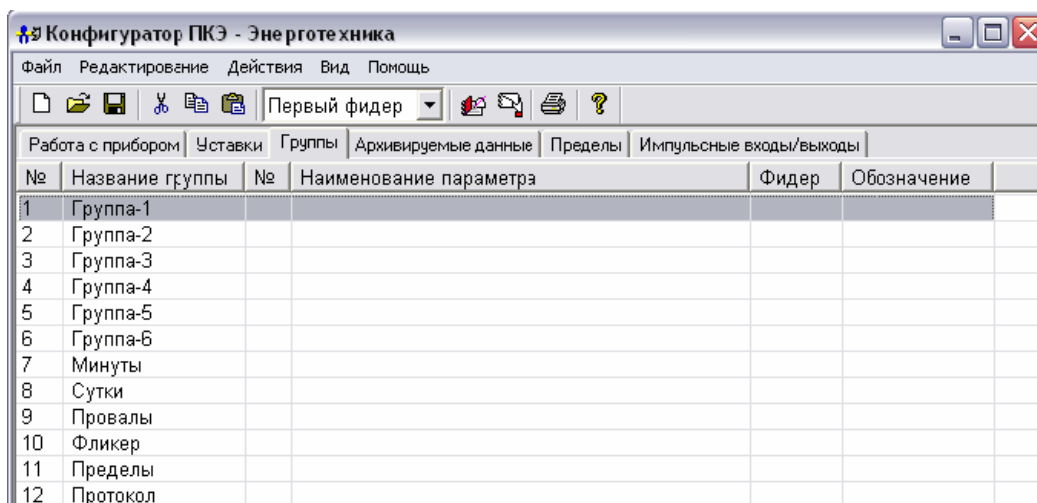 Конфигуратор ПКЭ - Энерготехника
Файл Редактирование Действия Вид Помощь
Первый фидер
Работа с прибором Уставки Группы Архивируемые данные Пределы Импульсные входы/выходы
№ Название группы № Наименование параметра Фидер Обозначение
1 Группа-1
2 Группа-2
3 Группа-3
4 Группа-4
5 Группа-5
6 Группа-6
7 Минуты
8 Сутки
9 Провалы
10 Фликер
11 Пределы
12 Протокол